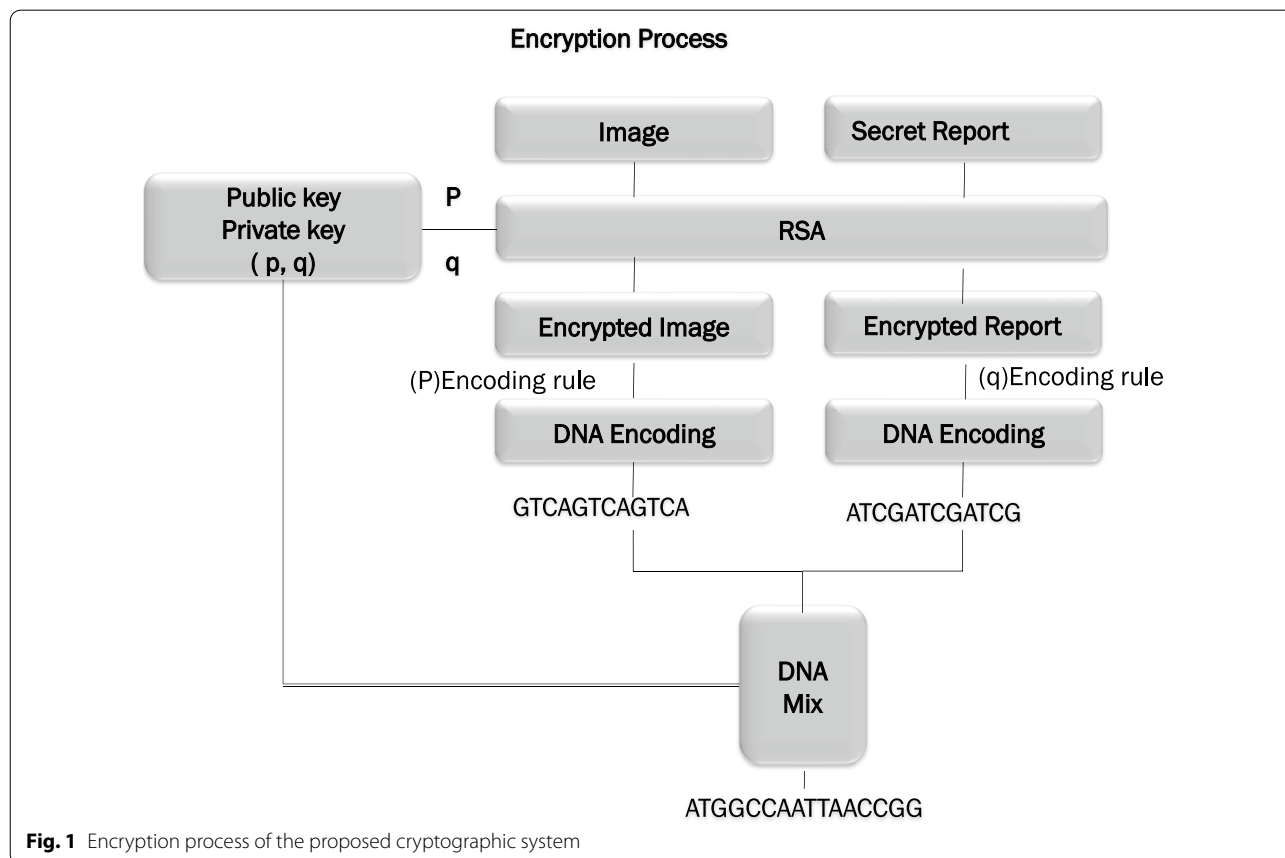 Encryption Process
Image
Secret Report
Public key
Private key
( p, q)
P
q
RSA
Encrypted Image
Encrypted Report
(P)Encoding rule
(q)Encoding rule
DNA Encoding
DNA Encoding
GTCAGTCAGTCA
ATCGATCGATCG
DNA
Mix
ATGGCCAATTAACCGG
Fig. 1 Encryption process of the proposed cryptographic system